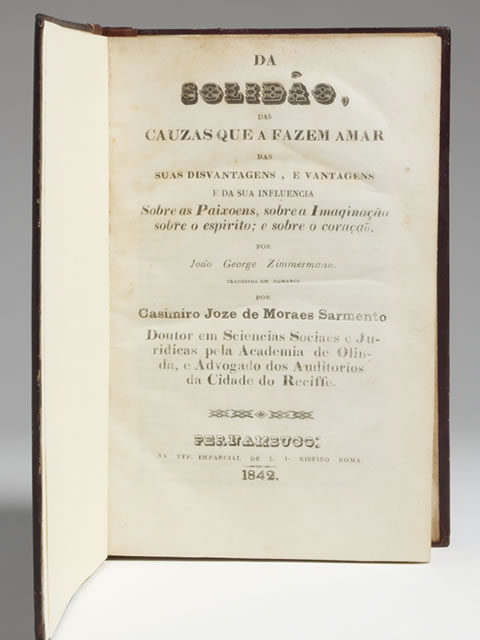 DA
SOLIDÃO,
DAS
CAUZAS QUE A FAZEM AMAR
DAS
SUAS DISVANTAGENS, E VANTAGENS
E DA SUA INFLUENCIA
Sobre as Paixoens, sobre a Imaginação
sobre o espirito; e sobre o coração.
POR
João George Zimmermann.
POR
Casimiro Joze de Moraes Sarmento
Doutor em Sciencias Sociaes e Ju-
ridicas pela Academia de Olin-
da, e Advogado dos Auditorios
da Cidade do Reciffe.
PERNAMBUCO:
NA TYP. IMPARCIAL DE L. I. RIBEIRO ROMA.
1842.